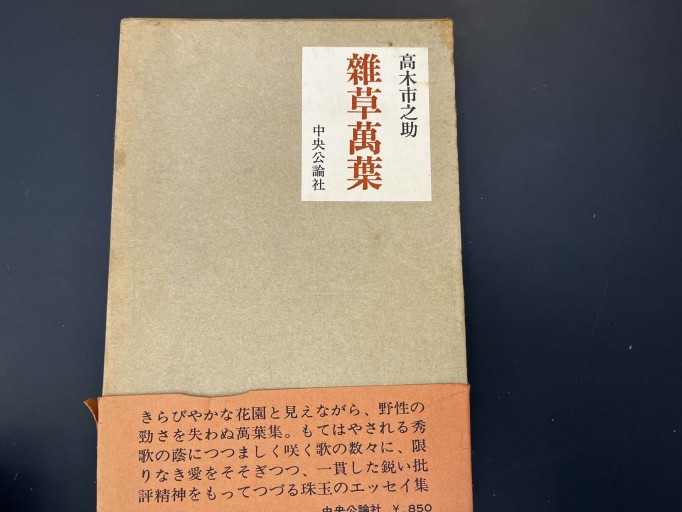 高木市之助
雜草萬葉
中央公論社
きらびやかな花園と見えながら、野性の
勁さを失わぬ萬葉集。もてはやされる秀
歌の蔭につつましく咲く歌の数々に、限
りなき愛をそそぎつつ、一貫した鋭い批
評精神をもってつづる珠玉のエッセイ集
中央公論社 ¥.850